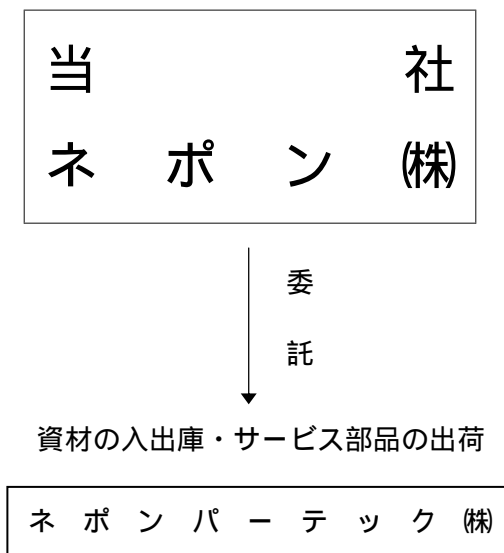 当社
ネポン㈱
委
託
資材の入出庫・サービス部品の出荷
ネポンパーテック㈱